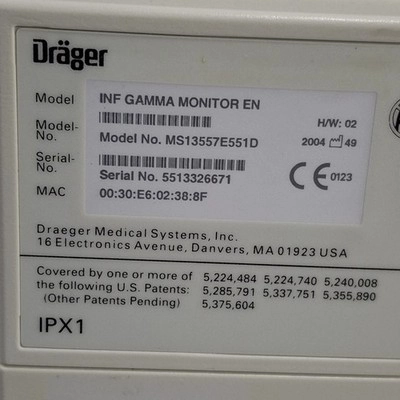 Dräger
Model INF GAMMA MONITOR EN
H/W: 02
Model-No. Model No. MS13557E551D 2004 49
Serial-No. Serial No. 5513326671 CE 0123
MAC 00:30:E6:02:38:8F
Draeger Medical Systems, Inc.
16 Electronics Avenue, Danvers, MA 01923 USA
Covered by one or more of 5,224,484 5,224,740 5,240,008
the following U.S. Patents: 5,285,791 5,337,751 5,355,890
(Other Patents Pending) 5,375,604
IPX1